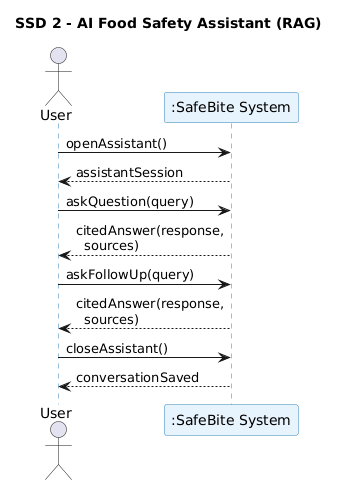 SSD 2 - AI Food Safety Assistant (RAG)
User
:SafeBite System
openAssistant()
assistantSession
askQuestion(query)
citedAnswer(response,
sources)
askFollowUp(query)
citedAnswer(response,
sources)
closeAssistant()
conversationSaved
User
:SafeBite System